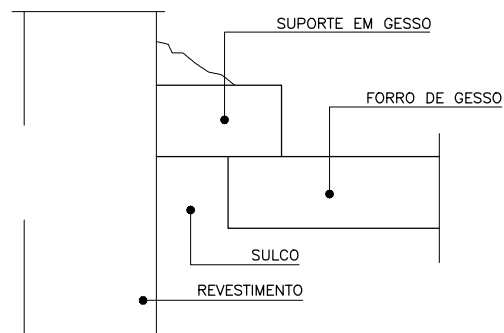 SUPORTE EM GESSO
FORRO DE GESSO
SULCO
REVESTIMENTO